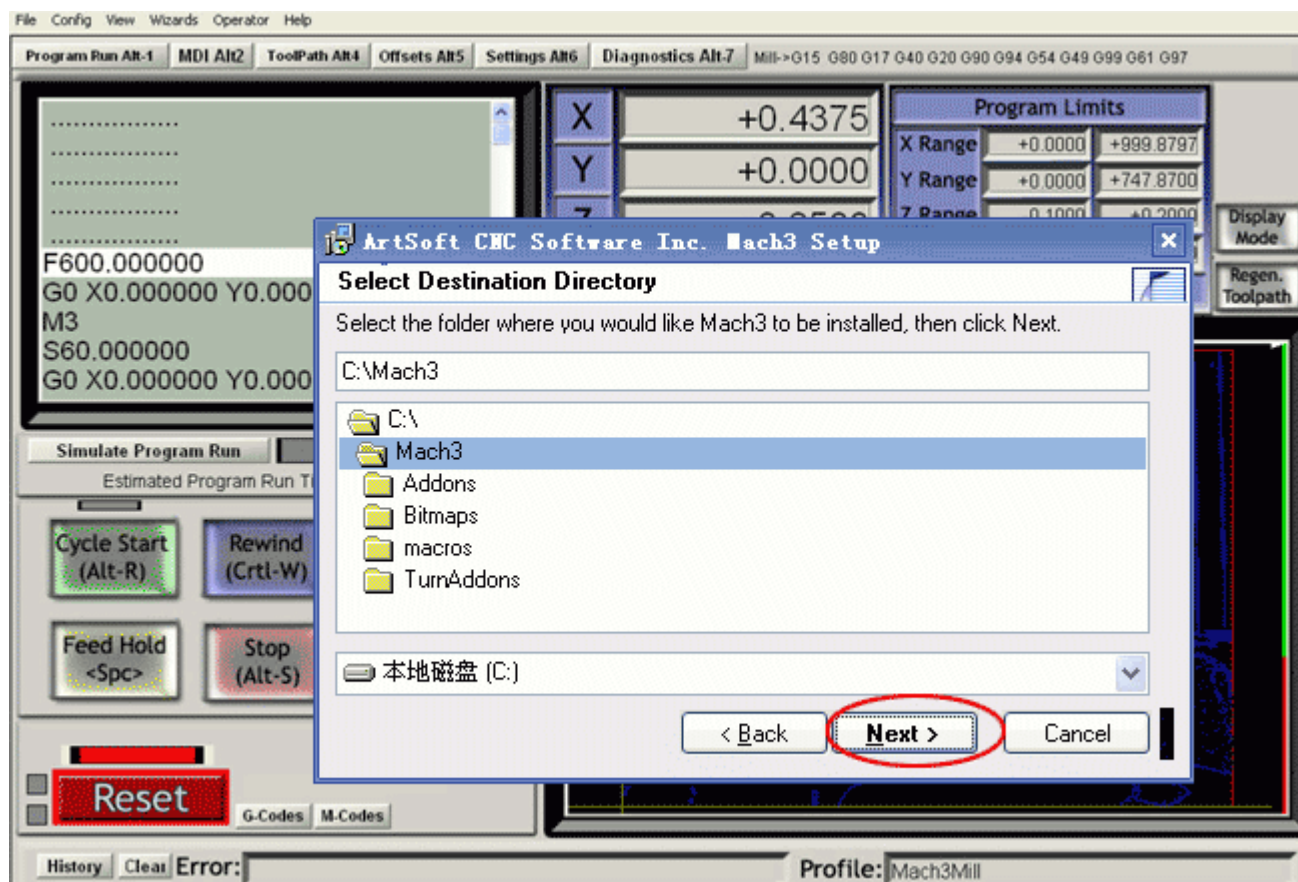 File Config View Wizards Operator Help
Program Run Alt-1 MDI Alt2 ToolPath Alt4 Offsets Alt5 Settings Alt6 Diagnostics Alt-7 Mill->G15 G80 G17 G40 G20 G90 G94 G54 G49 G99 G61 G97
................
................
................
................
................
F600.000000
G0 X0.000000 Y0.000
M3
S60.000000
G0 X0.000000 Y0.000
X +0.4375
Y +0.0000
Program Limits
X Range +0.0000 +999.8797
Y Range +0.0000 +747.8700
Z Range 0.1000 +0.2000
Display
Mode
Regen.
Toolpath
ArtSoft CNC Software Inc. Mach3 Setup
Select Destination Directory
Select the folder where you would like Mach3 to be installed, then click Next.
C:\Mach3
C:\
Mach3
Addons
Bitmaps
macros
TurnAddons
本地磁盘 (C:)
< Back Next > Cancel
Simulate Program Run
Estimated Program Run
Cycle Start
(Alt-R)
Rewind
(Crtl-W)
Feed Hold
<Spc>
Stop
(Alt-S)
Reset
G-Codes M-Codes
History Clear Error:
Profile: Mach3Mill